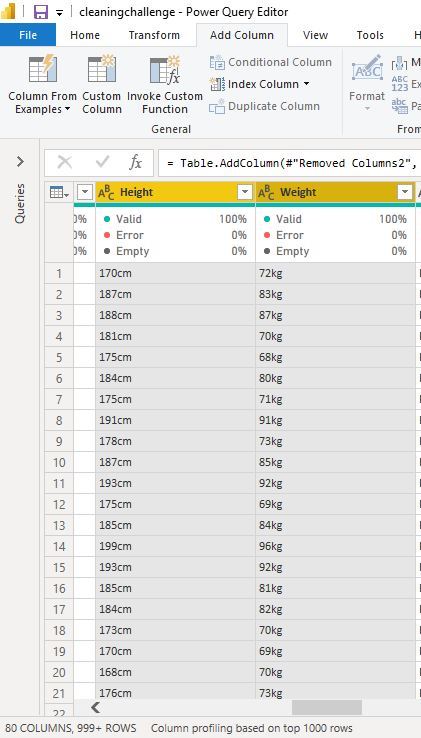 cleaningchallenge - Power Query Editor
File Home Transform Add Column View Tools H
Column From Examples Custom Column Invoke Custom Function
Conditional Column
Index Column
Duplicate Column
General
Format
ABC
ABC 123
abc
From
= Table.AddColumn(#"Removed Columns2",
Queries
Height Weight
0% Valid 100% Valid 100%
0% Error 0% Error 0%
0% Empty 0% Empty 0%
1 170cm 72kg
2 187cm 83kg
3 188cm 87kg
4 181cm 70kg
5 175cm 68kg
6 184cm 80kg
7 175cm 71kg
8 191cm 91kg
9 178cm 73kg
10 187cm 85kg
11 193cm 92kg
12 175cm 69kg
13 185cm 84kg
14 199cm 96kg
15 193cm 92kg
16 185cm 81kg
17 184cm 82kg
18 173cm 70kg
19 170cm 69kg
20 168cm 70kg
21 176cm 73kg
22
80 COLUMNS, 999+ ROWS Column profiling based on top 1000 rows